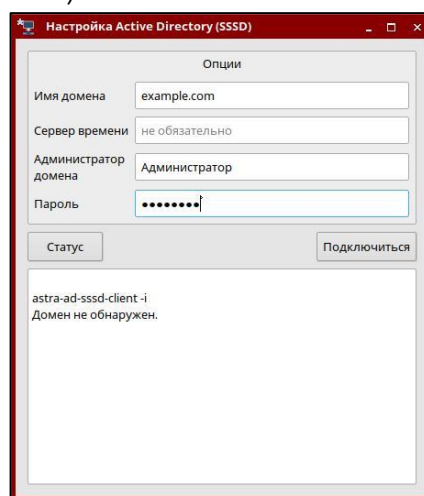 Настройка Active Directory (SSSD)
Опции
Имя домена example.com
Сервер времени не обязательно
Администратор
домена
Администратор
Пароль ••••••••
Статус Подключиться
astra-ad-sssd-client -i
Домен не обнаружен.